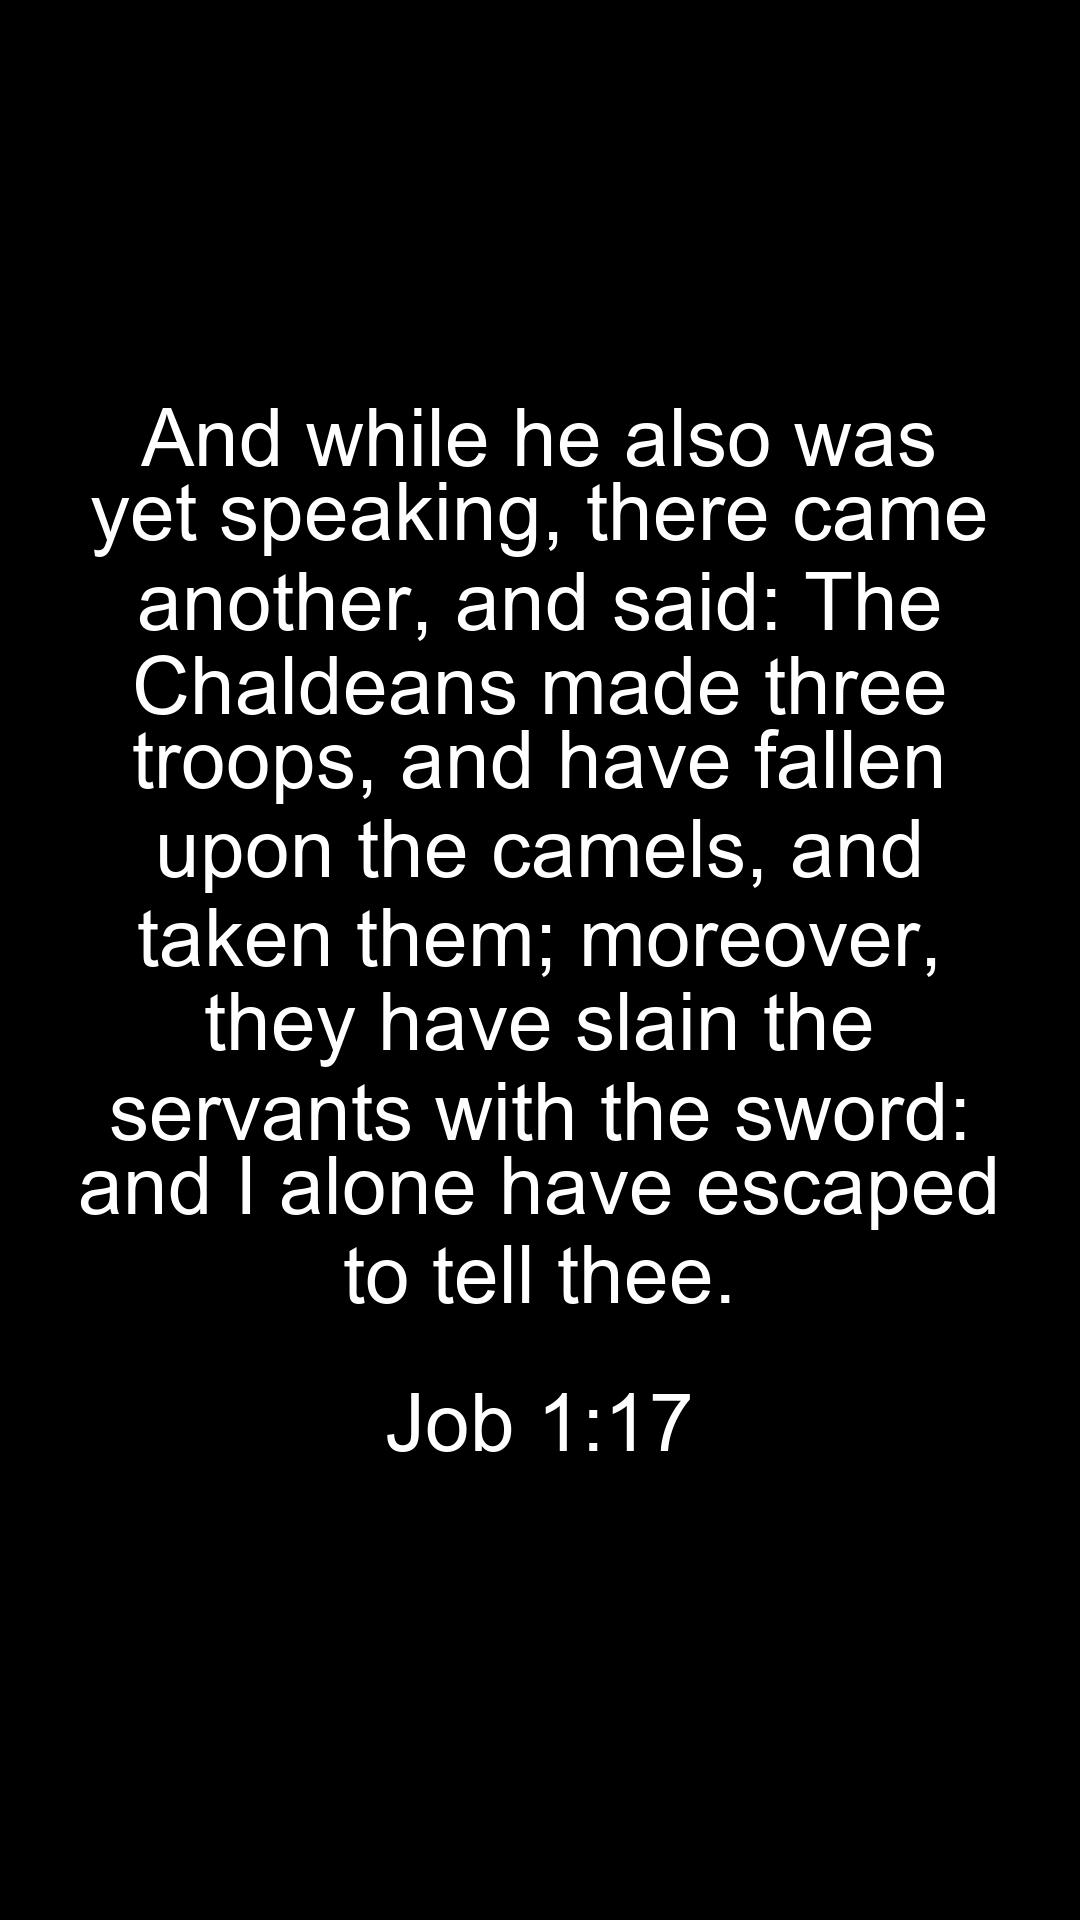 And while he also was
yet speaking, there came
another, and said: The
Chaldeans made three
troops, and have fallen
upon the camels, and
taken them; moreover,
they have slain the
servants with the sword:
and I alone have escaped
to tell thee.
Job 1:17